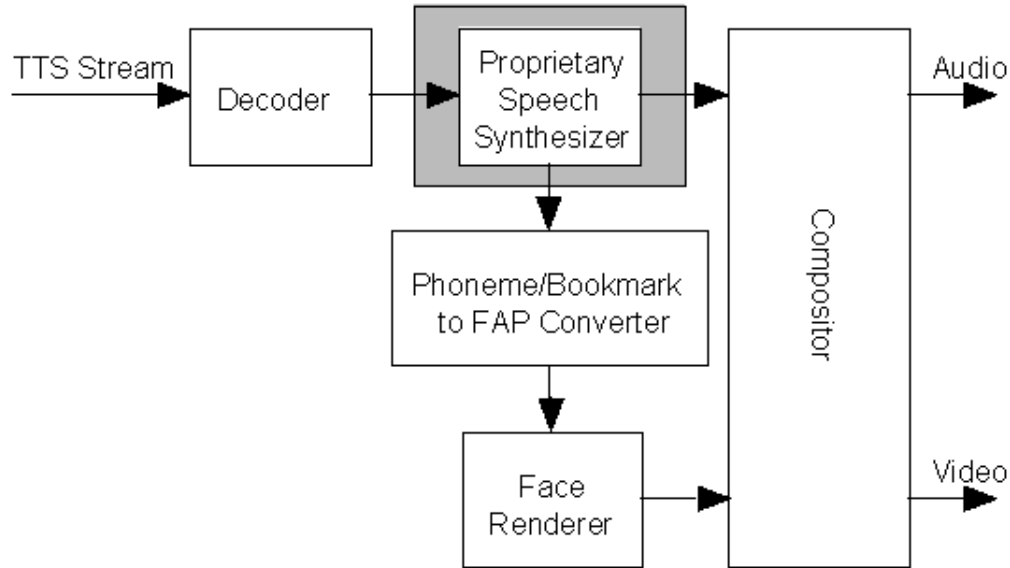 TTS Stream
Decoder
Proprietary
Speech
Synthesizer
Audio
Phoneme/Bookmark
to FAP Converter
Compositor
Face
Renderer
Video